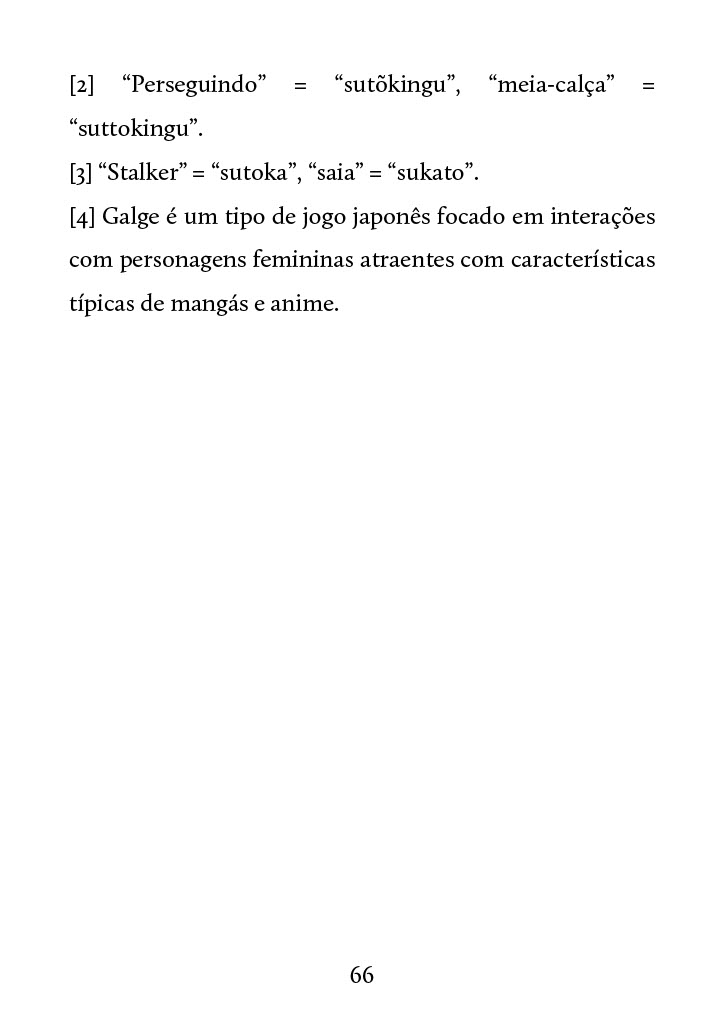 [2] “Perseguindo” = “sutõkingu”, “meia-calça” =
“suttokingu”.
[3] “Stalker” = “sutoka”, “saia” = “sukato”.
[4] Galge é um tipo de jogo japonês focado em interações
com personagens femininas atraentes com características
típicas de mangás e anime.
66